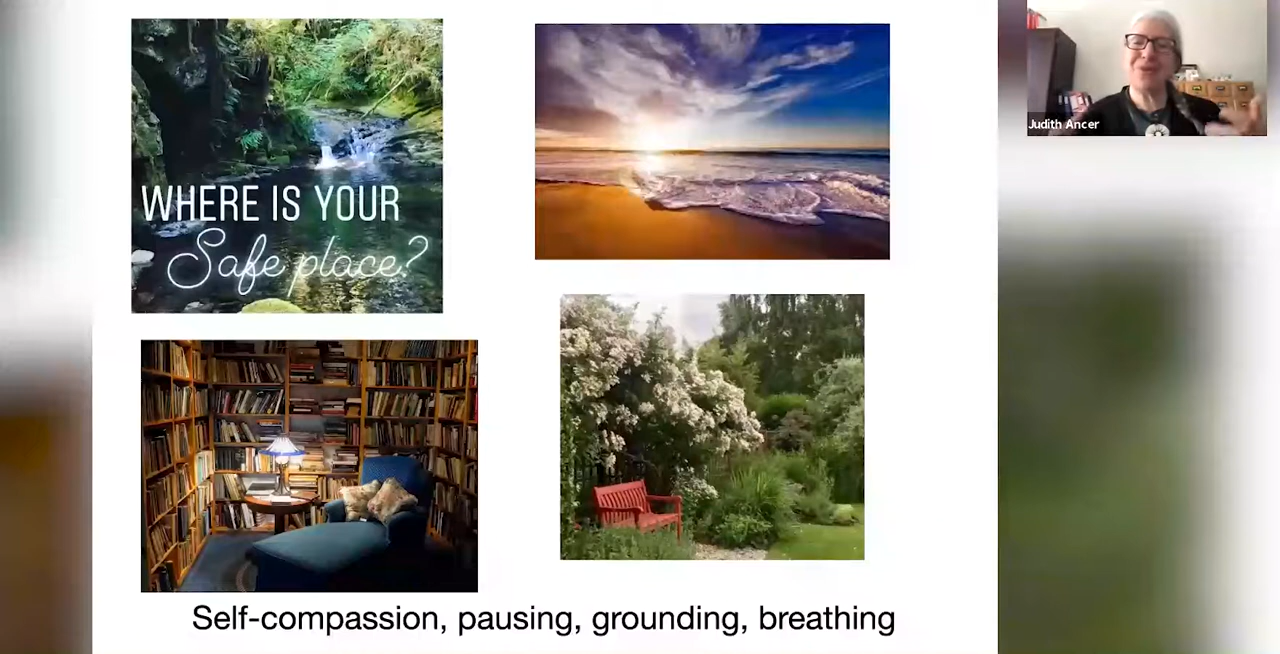 WHERE IS YOUR
Safe place?
Judith Ancer
Self-compassion, pausing, grounding, breathing